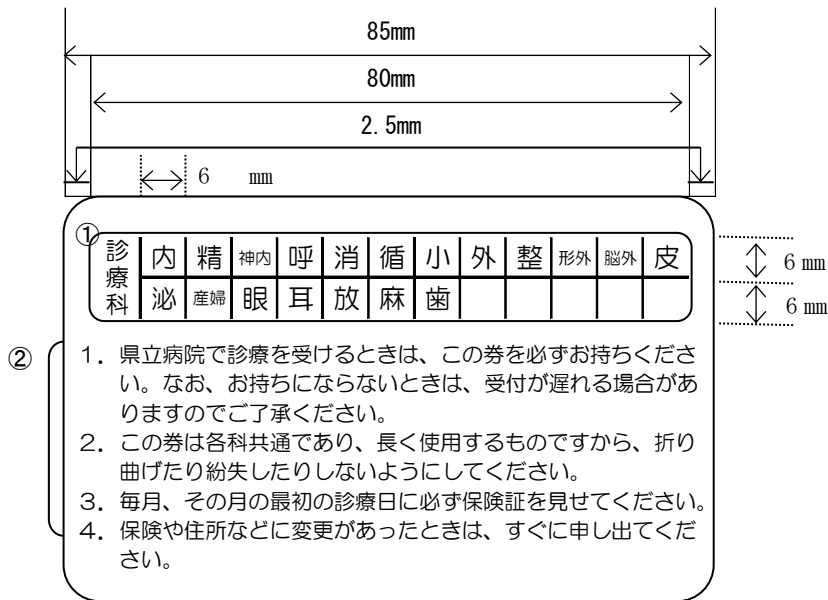 85mm
80mm
2.5mm
6 mm
①
診療科 内 精 神内 呼 消 循 小 外 整 形外 脳外 皮
泌 産婦 眼 耳 放 麻 歯
6mm
6mm
②
1．県立病院で診療を受けるときは、この券を必ずお持ちくださ
い。なお、お持ちにならないときは、受付が遅れる場合があ
りますのでご了承ください。
2．この券は各科共通であり、長く使用するものですから、折り
曲げたり紛失したりしないようにしてください。
3．毎月、その月の最初の診療日に必ず保険証を見せてください。
4．保険や住所などに変更があったときは、すぐに申し出てくだ
さい。